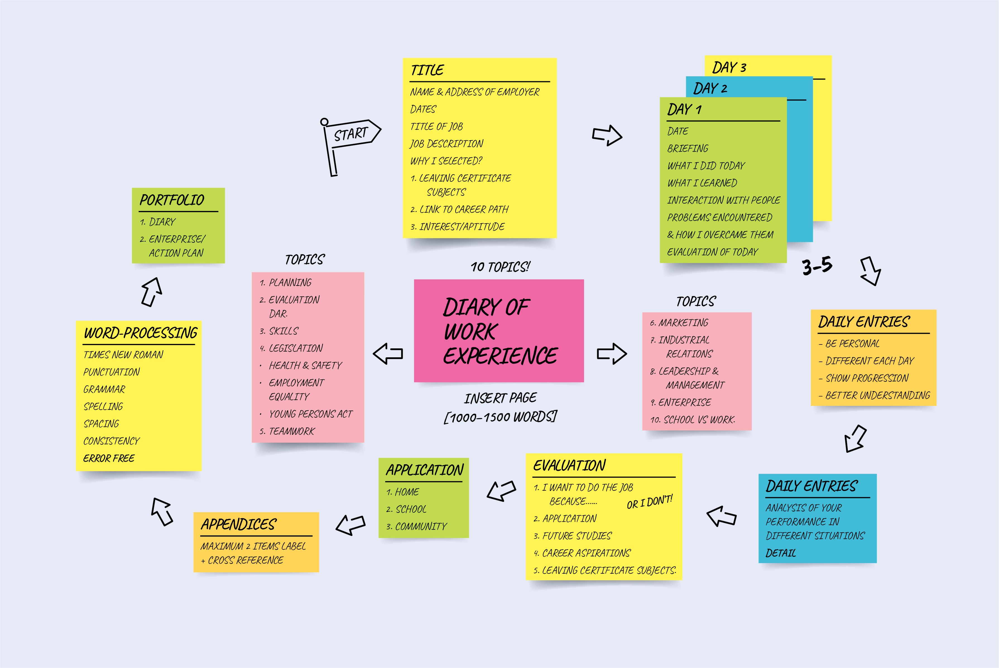 START
TITLE
NAME & ADDRESS OF EMPLOYER
DATES
TITLE OF JOB
JOB DESCRIPTION
WHY I SELECTED?
1. LEAVING CERTIFICATE
SUBJECTS
2. LINK TO CAREER PATH
3. INTEREST/APTITUDE
DAY 3
DAY 2
DAY 1
DATE
BRIEFING
WHAT I DID TODAY
WHAT I LEARNED
INTERACTION WITH PEOPLE
PROBLEMS ENCOUNTERED
& HOW I OVERCAME THEM
EVALUATION OF TODAY
3-5
DAILY ENTRIES
- BE PERSONAL
- DIFFERENT EACH DAY
- SHOW PROGRESSION
- BETTER UNDERSTANDING
DAILY ENTRIES
ANALYSIS OF YOUR
PERFORMANCE IN
DIFFERENT SITUATIONS
DETAIL
EVALUATION
1. I WANT TO DO THE JOB
BECAUSE......
OR I DON'T!
2. APPLICATION
3. FUTURE STUDIES
4. CAREER ASPIRATIONS
5. LEAVING CERTIFICATE SUBJECTS.
APPLICATION
1. HOME
2. SCHOOL
3. COMMUNITY
APPENDICES
MAXIMUM 2 ITEMS LABEL
+ CROSS REFERENCE
WORD-PROCESSING
TIMES NEW ROMAN
PUNCTUATION
GRAMMAR
SPELLING
SPACING
CONSISTENCY
ERROR FREE
PORTFOLIO
1. DIARY
2. ENTERPRISE/
ACTION PLAN
10 TOPICS!
DIARY OF
WORK
EXPERIENCE
INSERT PAGE
[1000-1500 WORDS]
TOPICS
1. PLANNING
2. EVALUATION
DAR.
3. SKILLS
4. LEGISLATION
· HEALTH & SAFETY
· EMPLOYMENT
EQUALITY
· YOUNG PERSONS ACT
5. TEAMWORK
TOPICS
6. MARKETING
7. INDUSTRIAL
RELATIONS
8. LEADERSHIP &
MANAGEMENT
9. ENTERPRISE
10. SCHOOL VS WORK.